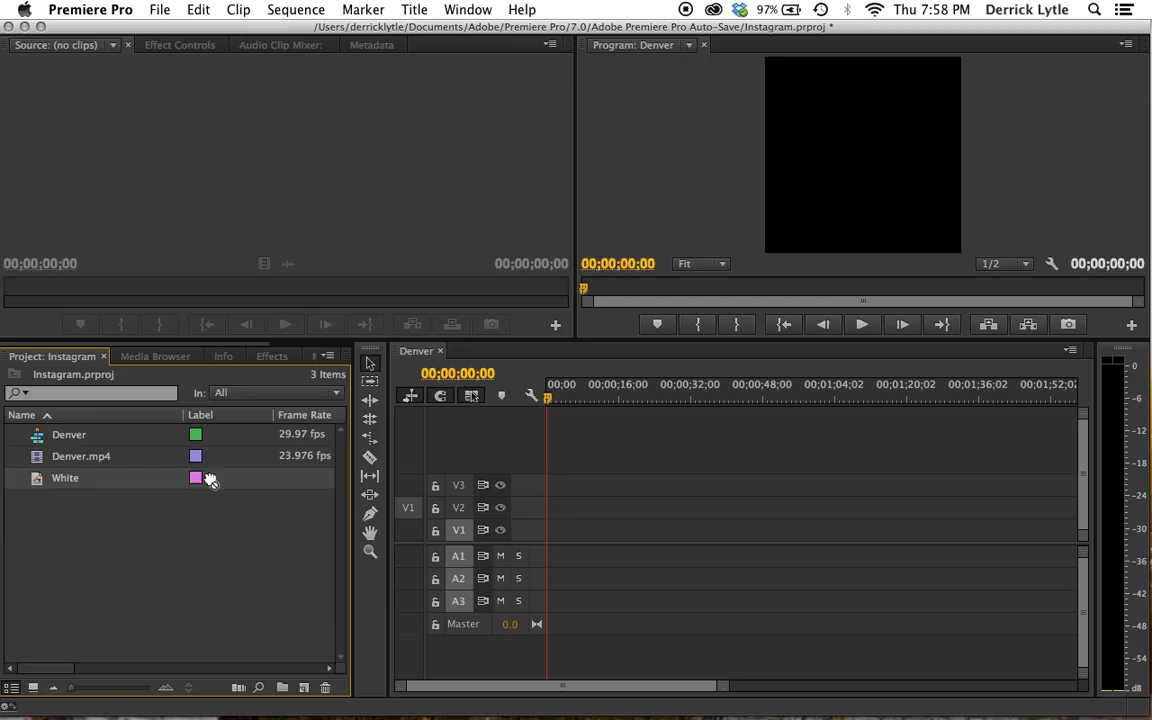 Premiere Pro File Edit Clip Sequence Marker Title Window Help 97% Thu 7:58 PM Derrick Lytle
/Users/derricklytle/Documents/Adobe/Premiere Pro/7.0/Adobe Premiere Pro Auto-Save/Instagram.prproj *
Source: (no clips) Effect Controls Audio Clip Mixer: Metadata Program: Denver
00;00;00;00 00;00;00;00 00;00;00;00 Fit 1/2 00;00;00;00
Project: Instagram Media Browser Info Effects
Instagram.prproj 3 Items
In: All
Name Label Frame Rate
Denver 29.97 fps
Denver.mp4 23.976 fps
White
Denver
00;00;00;00
00;00 00;00;16;00 00;00;32;00 00;00;48;00 00;01;04;02 00;01;20;02 00;01;36;02 00;01;52;02
V3
V1 V2
V1
A1 M S
A2 M S
A3 M S
Master 0.0
0
-6
-12
-18
-24
-30
-36
-42
-48
-54
dB